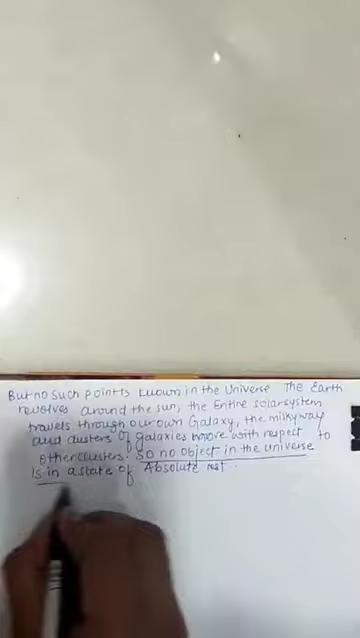 But no such point is known in the Universe The Earth
revolves around the sun, the Entire solar system
travels through our own Galaxy, the milkyway
and clusters of galaxies move with respect to
other clusters. So no object in the universe
is in a state of Absolute rest.